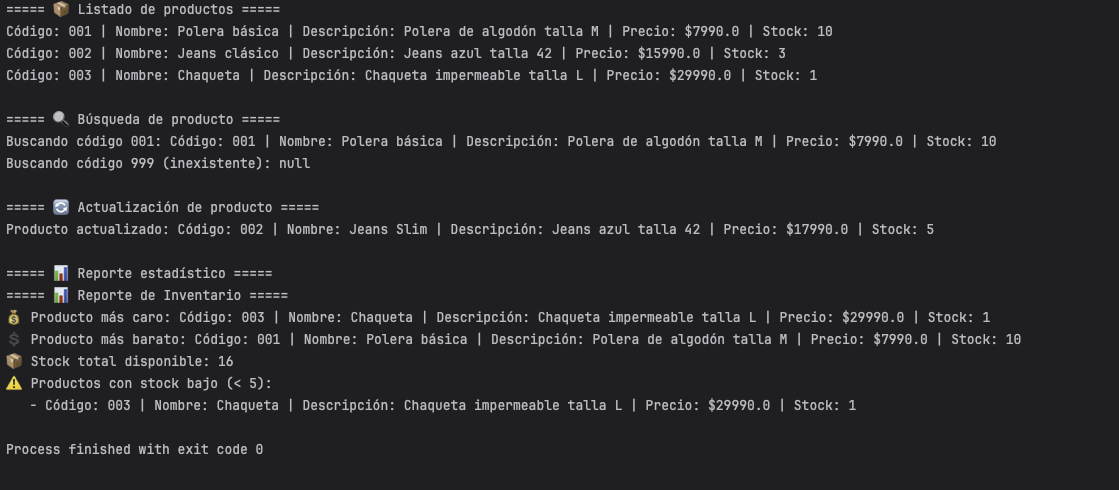 ===== 📦 Listado de productos =====
Código: 001 | Nombre: Polera básica | Descripción: Polera de algodón talla M | Precio: $7990.0 | Stock: 10
Código: 002 | Nombre: Jeans clásico | Descripción: Jeans azul talla 42 | Precio: $15990.0 | Stock: 3
Código: 003 | Nombre: Chaqueta | Descripción: Chaqueta impermeable talla L | Precio: $29990.0 | Stock: 1
===== 🔍 Búsqueda de producto =====
Buscando código 001: Código: 001 | Nombre: Polera básica | Descripción: Polera de algodón talla M | Precio: $7990.0 | Stock: 10
Buscando código 999 (inexistente): null
===== 🔄 Actualización de producto =====
Producto actualizado: Código: 002 | Nombre: Jeans Slim | Descripción: Jeans azul talla 42 | Precio: $17990.0 | Stock: 5
===== 📊 Reporte estadístico =====
===== 📊 Reporte de Inventario =====
💰 Producto más caro: Código: 003 | Nombre: Chaqueta | Descripción: Chaqueta impermeable talla L | Precio: $29990.0 | Stock: 1
💲 Producto más barato: Código: 001 | Nombre: Polera básica | Descripción: Polera de algodón talla M | Precio: $7990.0 | Stock: 10
📦 Stock total disponible: 16
⚠️ Productos con stock bajo (< 5):
- Código: 003 | Nombre: Chaqueta | Descripción: Chaqueta impermeable talla L | Precio: $29990.0 | Stock: 1
Process finished with exit code 0